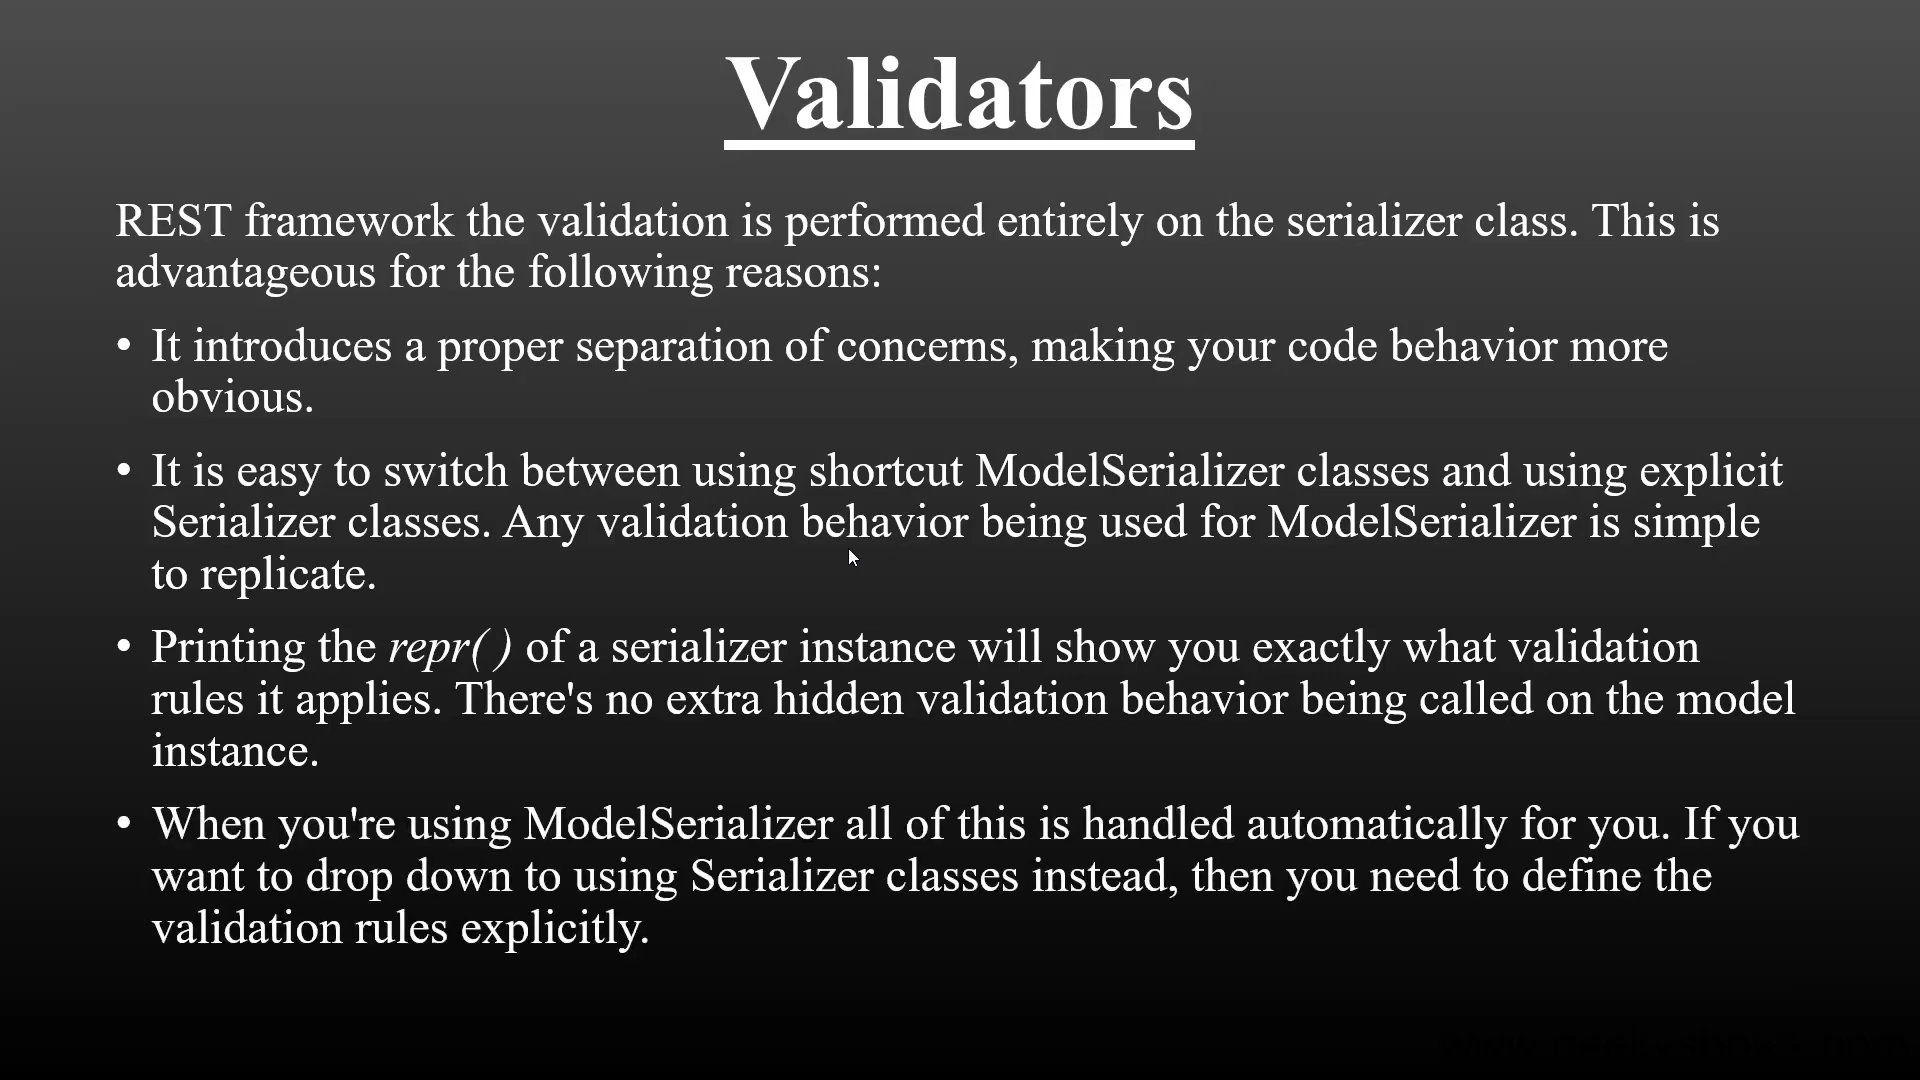 Validators
REST framework the validation is performed entirely on the serializer class. This is
advantageous for the following reasons:
• It introduces a proper separation of concerns, making your code behavior more
obvious.
• It is easy to switch between using shortcut ModelSerializer classes and using explicit
Serializer classes. Any validation behavior being used for ModelSerializer is simple
to replicate.
• Printing the repr( ) of a serializer instance will show you exactly what validation
rules it applies. There's no extra hidden validation behavior being called on the model
instance.
• When you're using ModelSerializer all of this is handled automatically for you. If you
want to drop down to using Serializer classes instead, then you need to define the
validation rules explicitly.